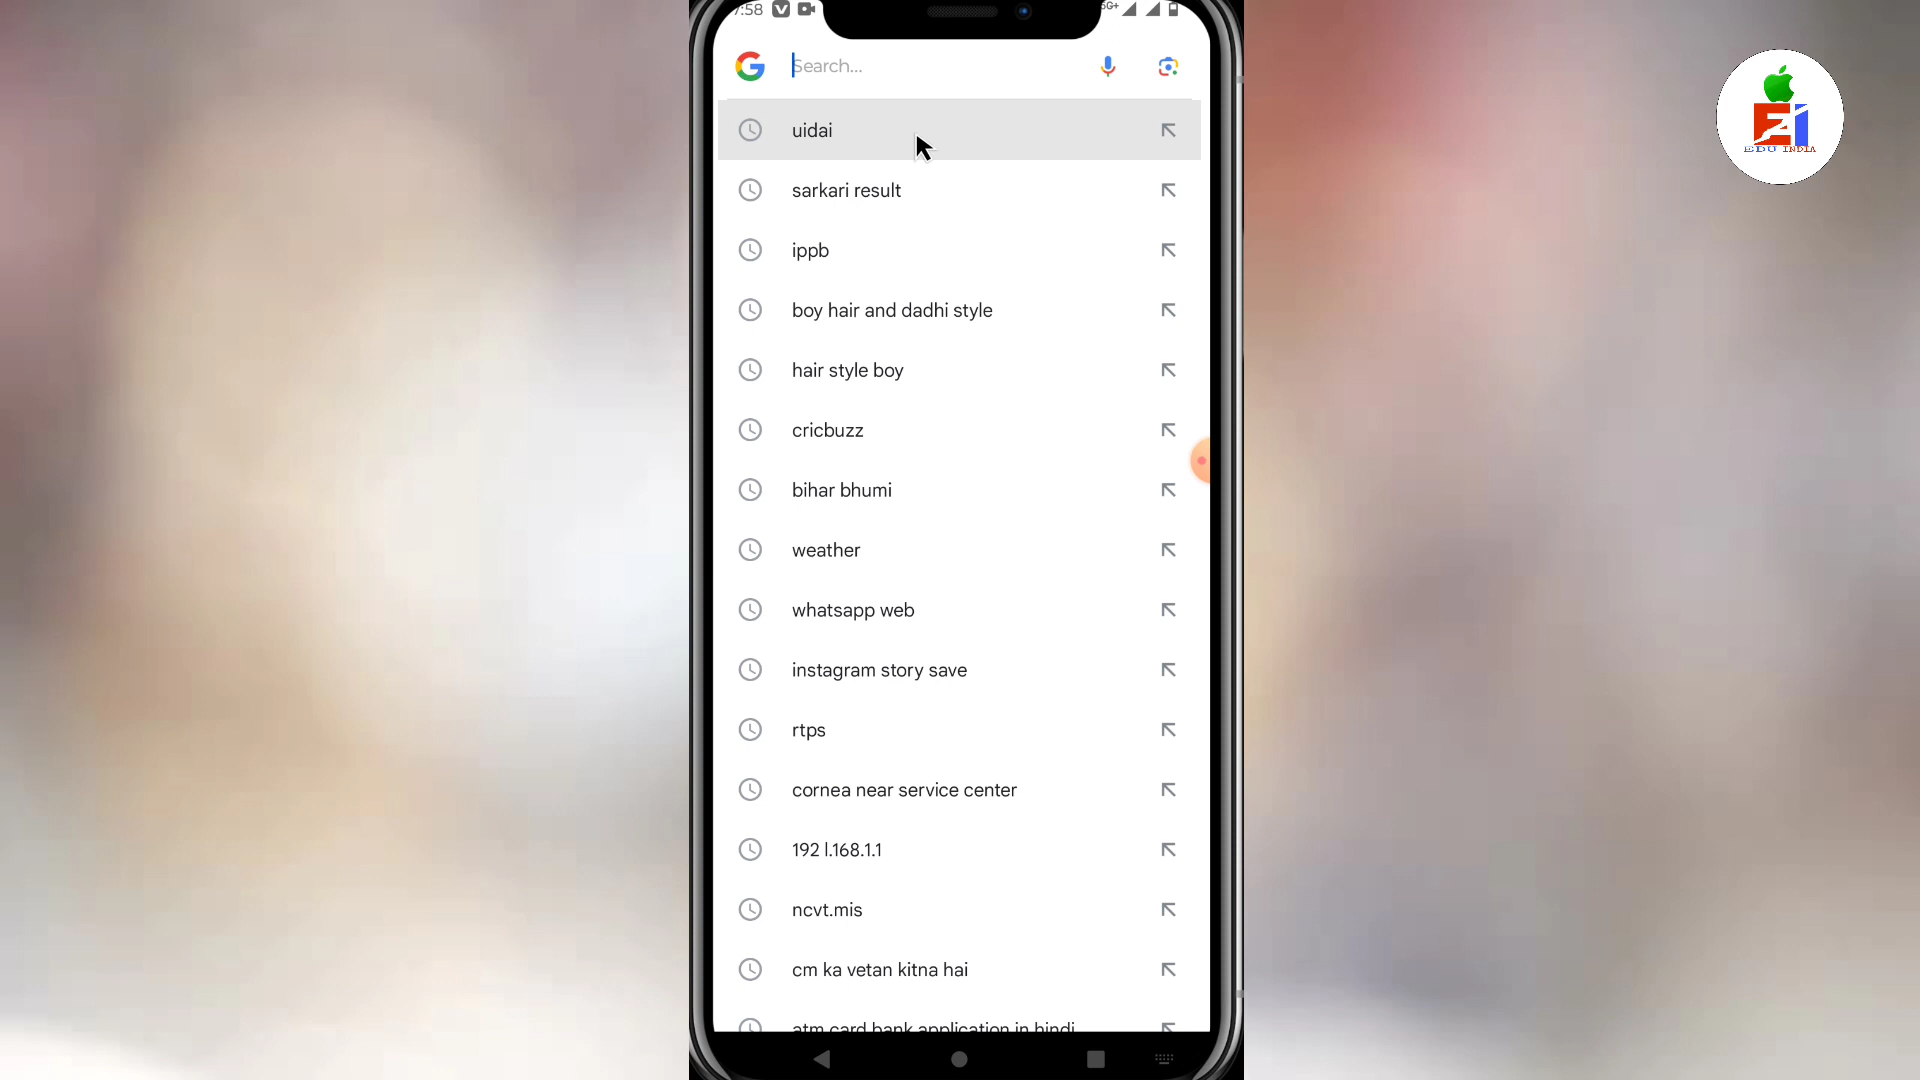 7:58
5G+
Search...
uidai
sarkari result
ippb
boy hair and dadhi style
hair style boy
cricbuzz
bihar bhumi
weather
whatsapp web
instagram story save
rtps
cornea near service center
192 l.168.1.1
ncvt.mis
cm ka vetan kitna hai
atm card bank application in hindi
EDU INDIA